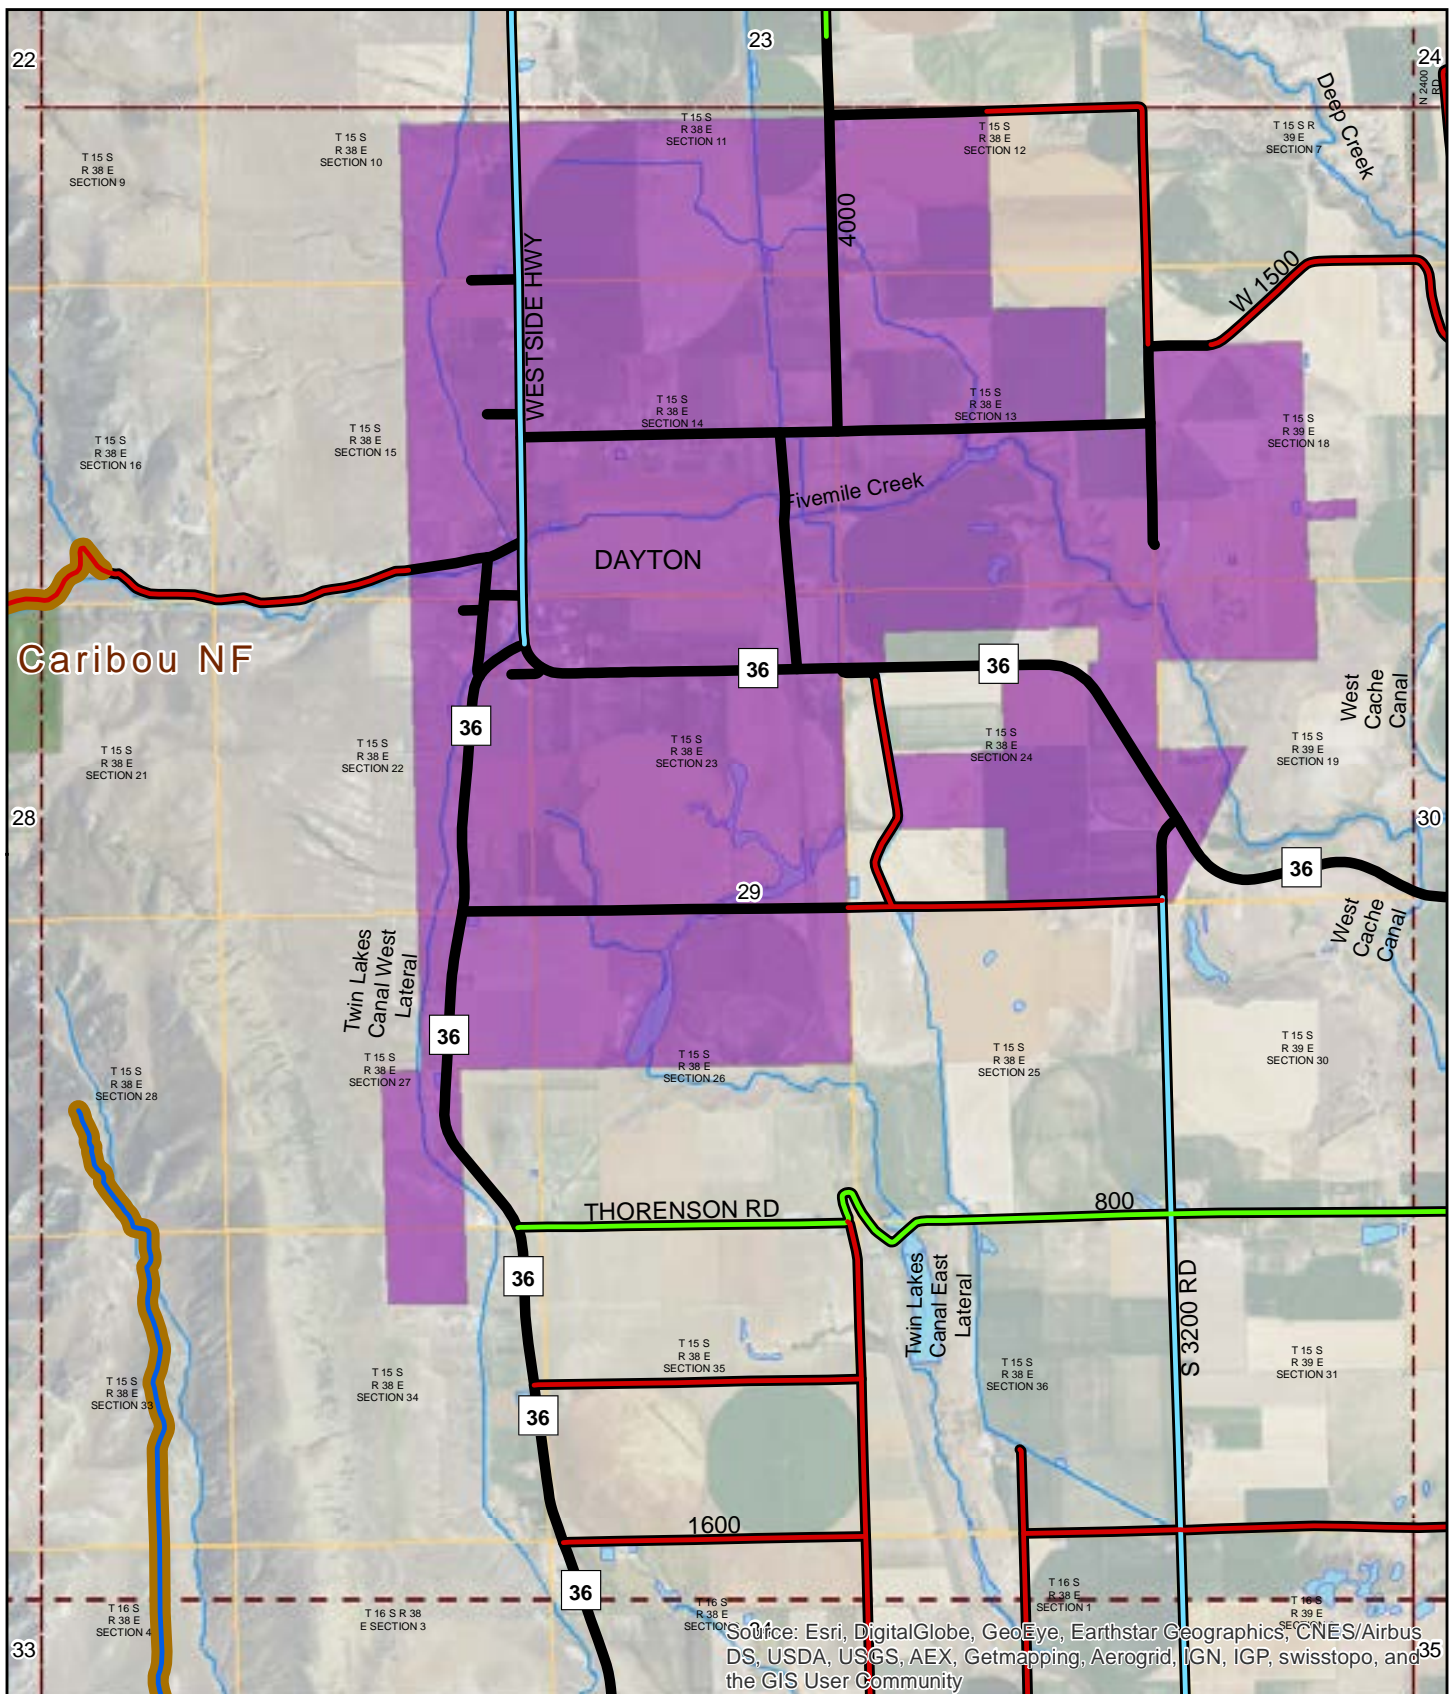 23
22
24
N 2400
RD
Deep Creek
T 15 S
R 38 E
SECTION 9
T 15 S
R 38 E
SECTION 10
T 15 S
R 38 E
SECTION 11
T 15 S
R 38 E
SECTION 12
T 15 S R
39 E
SECTION 7
4000
WESTSIDE HWY
W 1500
T 15 S
R 38 E
SECTION 16
T 15 S
R 38 E
SECTION 15
T 15 S
R 38 E
SECTION 14
T 15 S
R 38 E
SECTION 13
T 15 S
R 39 E
SECTION 18
Fivemile Creek
DAYTON
Caribou NF
36
36
36
West
Cache
Canal
T 15 S
R 38 E
SECTION 21
T 15 S
R 38 E
SECTION 22
T 15 S
R 38 E
SECTION 23
T 15 S
R 38 E
SECTION 24
T 15 S
R 39 E
SECTION 19
28
30
36
29
West
Cache
Canal
Twin Lakes
Canal West
Lateral
36
T 15 S
R 38 E
SECTION 28
T 15 S
R 38 E
SECTION 27
T 15 S
R 38 E
SECTION 26
T 15 S
R 38 E
SECTION 25
T 15 S
R 39 E
SECTION 30
THORENSON RD
800
36
Twin Lakes
Canal East
Lateral
S 3200 RD
T 15 S
R 38 E
SECTION 33
T 15 S
R 38 E
SECTION 34
T 15 S
R 38 E
SECTION 35
T 15 S
R 38 E
SECTION 36
T 15 S
R 39 E
SECTION 31
36
1600
36
T 16 S
R 38 E
SECTION 4
T 16 S R 38
E SECTION 3
T 16 S
R 38 E
SECTION
T 16 S
R 38 E
SECTION 1
T 16 S
R 39 E
33
34
35
Source: Esri, DigitalGlobe, GeoEye, Earthstar Geographics, CNES/Airbus
DS, USDA, USGS, AEX, Getmapping, Aerogrid, IGN, IGP, swisstopo, and
the GIS User Community